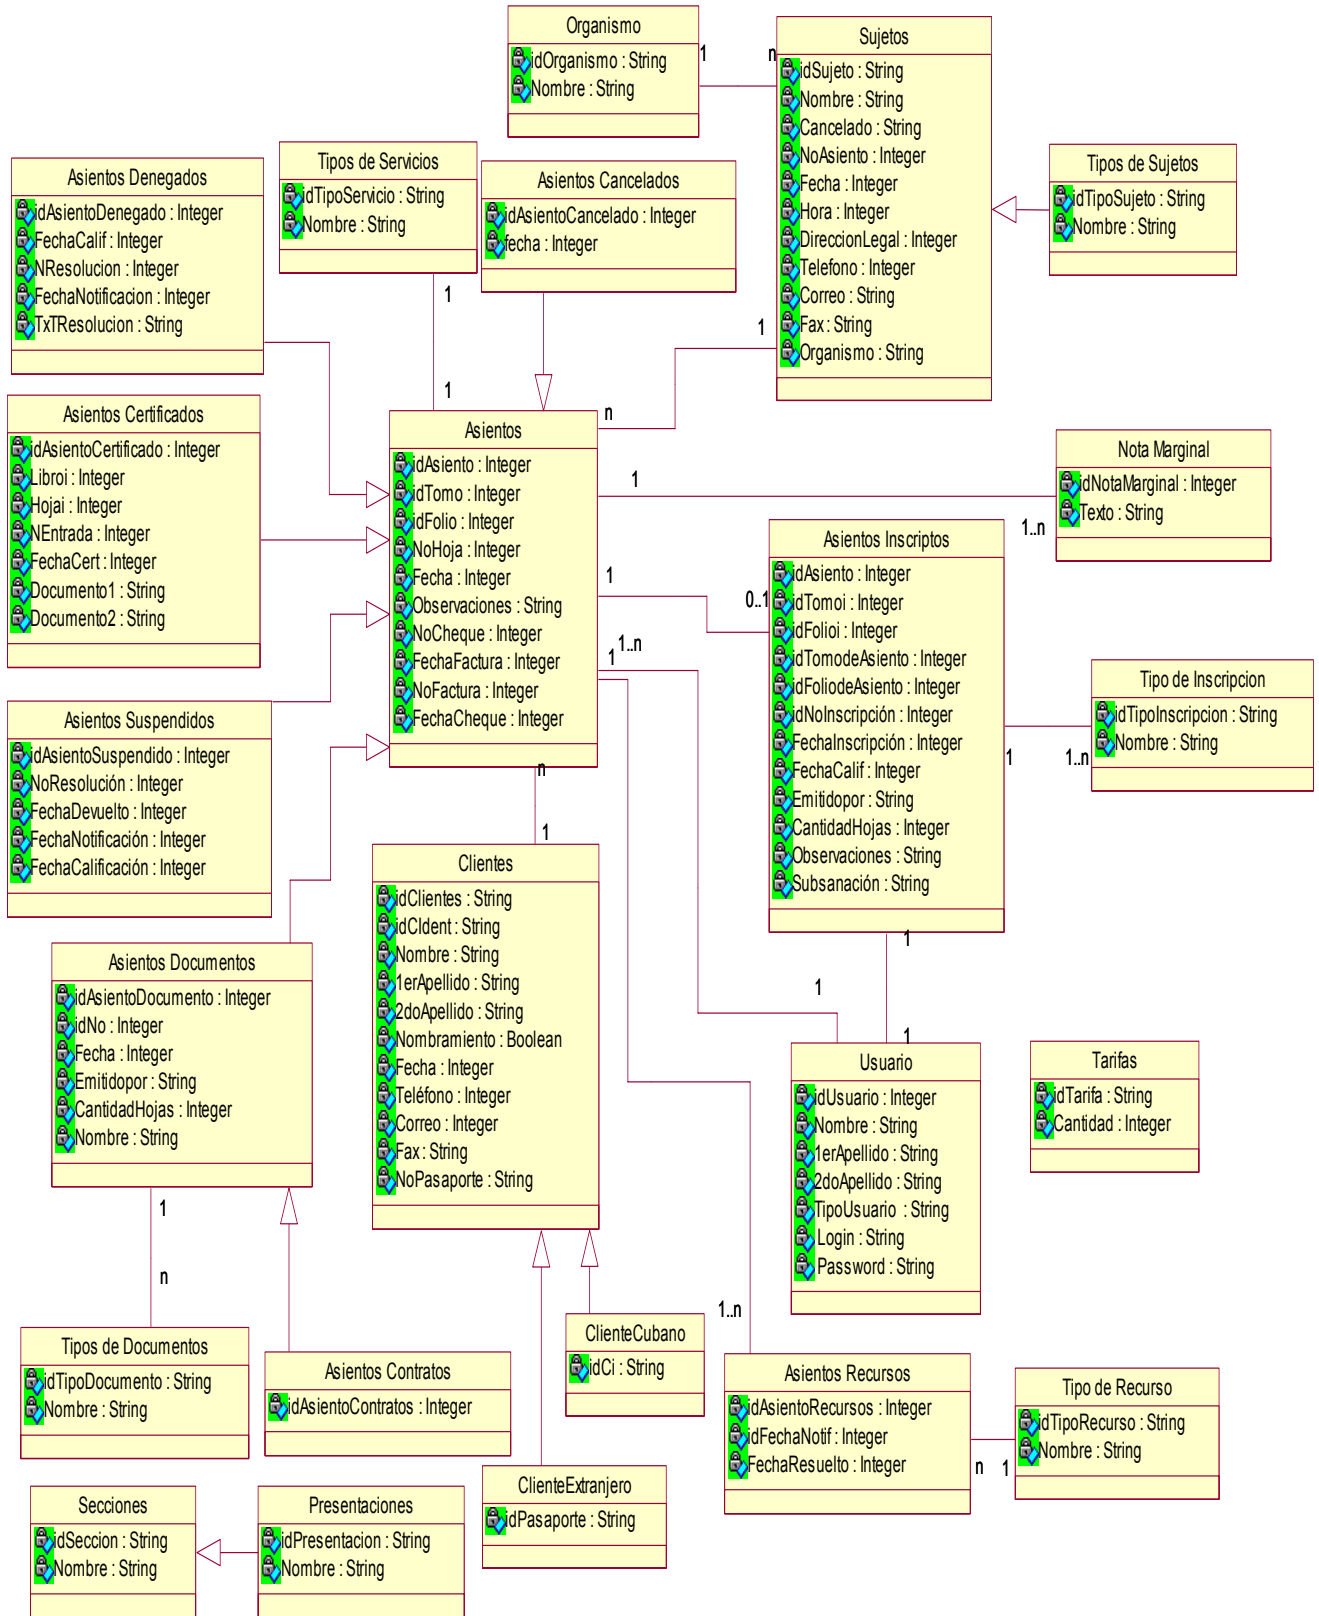 Organismo
idOrganismo : String
Nombre : String
1
n
Sujetos
idSujeto : String
Nombre : String
Cancelado : String
NoAsiento : Integer
Fecha : Integer
Hora : Integer
DireccionLegal : Integer
Telefono : Integer
Correo : String
Fax : String
Organismo : String
Tipos de Sujetos
idTipoSujeto : String
Nombre : String
Tipos de Servicios
idTipoServicio : String
Nombre : String
Asientos Cancelados
idAsientoCancelado : Integer
fecha : Integer
Asientos Denegados
idAsientoDenegado : Integer
FechaCalif : Integer
NResolucion : Integer
FechaNotificacion : Integer
TxTResolucion : String
1
1
1
n
Asientos Certificados
idAsientoCertificado : Integer
Libroi : Integer
Hojai : Integer
NEntrada : Integer
FechaCert : Integer
Documento1 : String
Documento2 : String
Asientos
idAsiento : Integer
idTomo : Integer
idFolio : Integer
NoHoja : Integer
Fecha : Integer
Observaciones : String
NoCheque : Integer
FechaFactura : Integer
NoFactura : Integer
FechaCheque : Integer
1
1..n
Nota Marginal
idNotaMarginal : Integer
Texto : String
1
0..1
1..n
1
Asientos Inscriptos
idAsiento : Integer
idTomoi : Integer
idFolioi : Integer
idTomodeAsiento : Integer
idFoliodeAsiento : Integer
idNoInscripción : Integer
FechaInscripción : Integer
FechaCalif : Integer
Emitidopor : String
CantidadHojas : Integer
Observaciones : String
Subsanación : String
1
1..n
Tipo de Inscripcion
idTipoInscripcion : String
Nombre : String
Asientos Suspendidos
idAsientoSuspendido : Integer
NoResolución : Integer
FechaDevuelto : Integer
FechaNotificación : Integer
FechaCalificación : Integer
n
1
Clientes
idClientes : String
idCIdent : String
Nombre : String
1erApellido : String
2doApellido : String
Nombramiento : Boolean
Fecha : Integer
Teléfono : Integer
Correo : Integer
Fax : String
NoPasaporte : String
Asientos Documentos
idAsientoDocumento : Integer
idNo : Integer
Fecha : Integer
Emitidopor : String
CantidadHojas : Integer
Nombre : String
1
1
1
Usuario
idUsuario : Integer
Nombre : String
1erApellido : String
2doApellido : String
TipoUsuario : String
Login : String
Password : String
Tarifas
idTarifa : String
Cantidad : Integer
1
n
1..n
Tipos de Documentos
idTipoDocumento : String
Nombre : String
Asientos Contratos
idAsientoContratos : Integer
ClienteCubano
idCi : String
Asientos Recursos
idAsientoRecursos : Integer
idFechaNotif : Integer
FechaResuelto : Integer
n
1
Tipo de Recurso
idTipoRecurso : String
Nombre : String
ClienteExtranjero
idPasaporte : String
Secciones
idSeccion : String
Nombre : String
Presentaciones
idPresentacion : String
Nombre : String